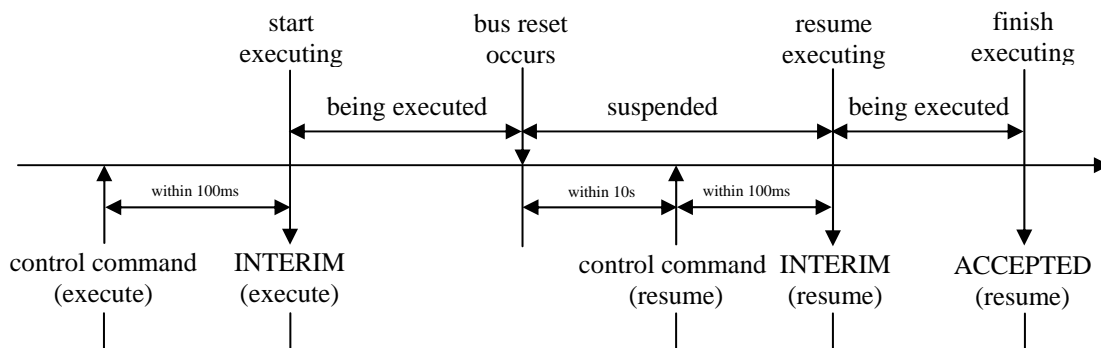 start
executing
bus reset
occurs
resume
executing
finish
executing
being executed
suspended
being executed
within 100ms
within 10s
within 100ms
control command
(execute)
INTERIM
(execute)
control command
(resume)
INTERIM
(resume)
ACCEPTED
(resume)